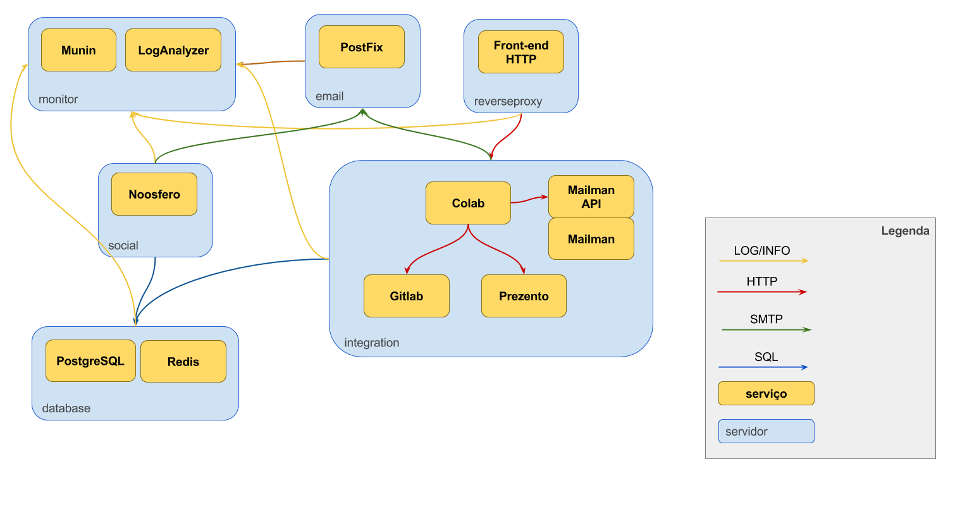 Munin
LogAnalyzer
monitor
PostFix
email
Front-end
HTTP
reverseproxy
Noosfero
social
Colab
Mailman
API
Mailman
Gitlab
Prezento
integration
PostgreSQL
Redis
database
Legenda
LOG/INFO
HTTP
SMTP
SQL
serviço
servidor